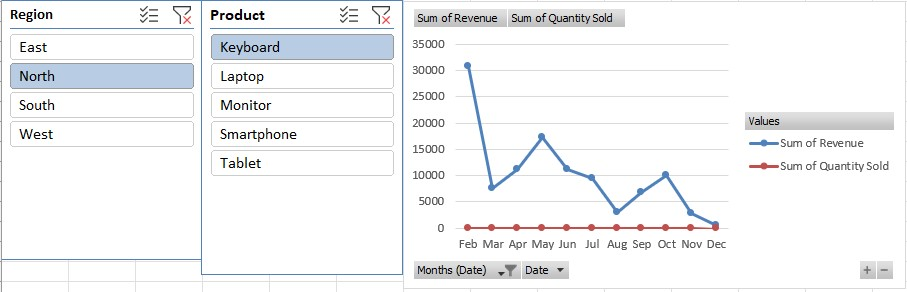 Region
East
North
South
West
Product
Keyboard
Laptop
Monitor
Smartphone
Tablet
Sum of Revenue Sum of Quantity Sold
35000
30000
25000
20000
15000
10000
5000
0
Feb Mar Apr May Jun Jul Aug Sep Oct Nov Dec
Values
Sum of Revenue
Sum of Quantity Sold
Months (Date) Date
+ −